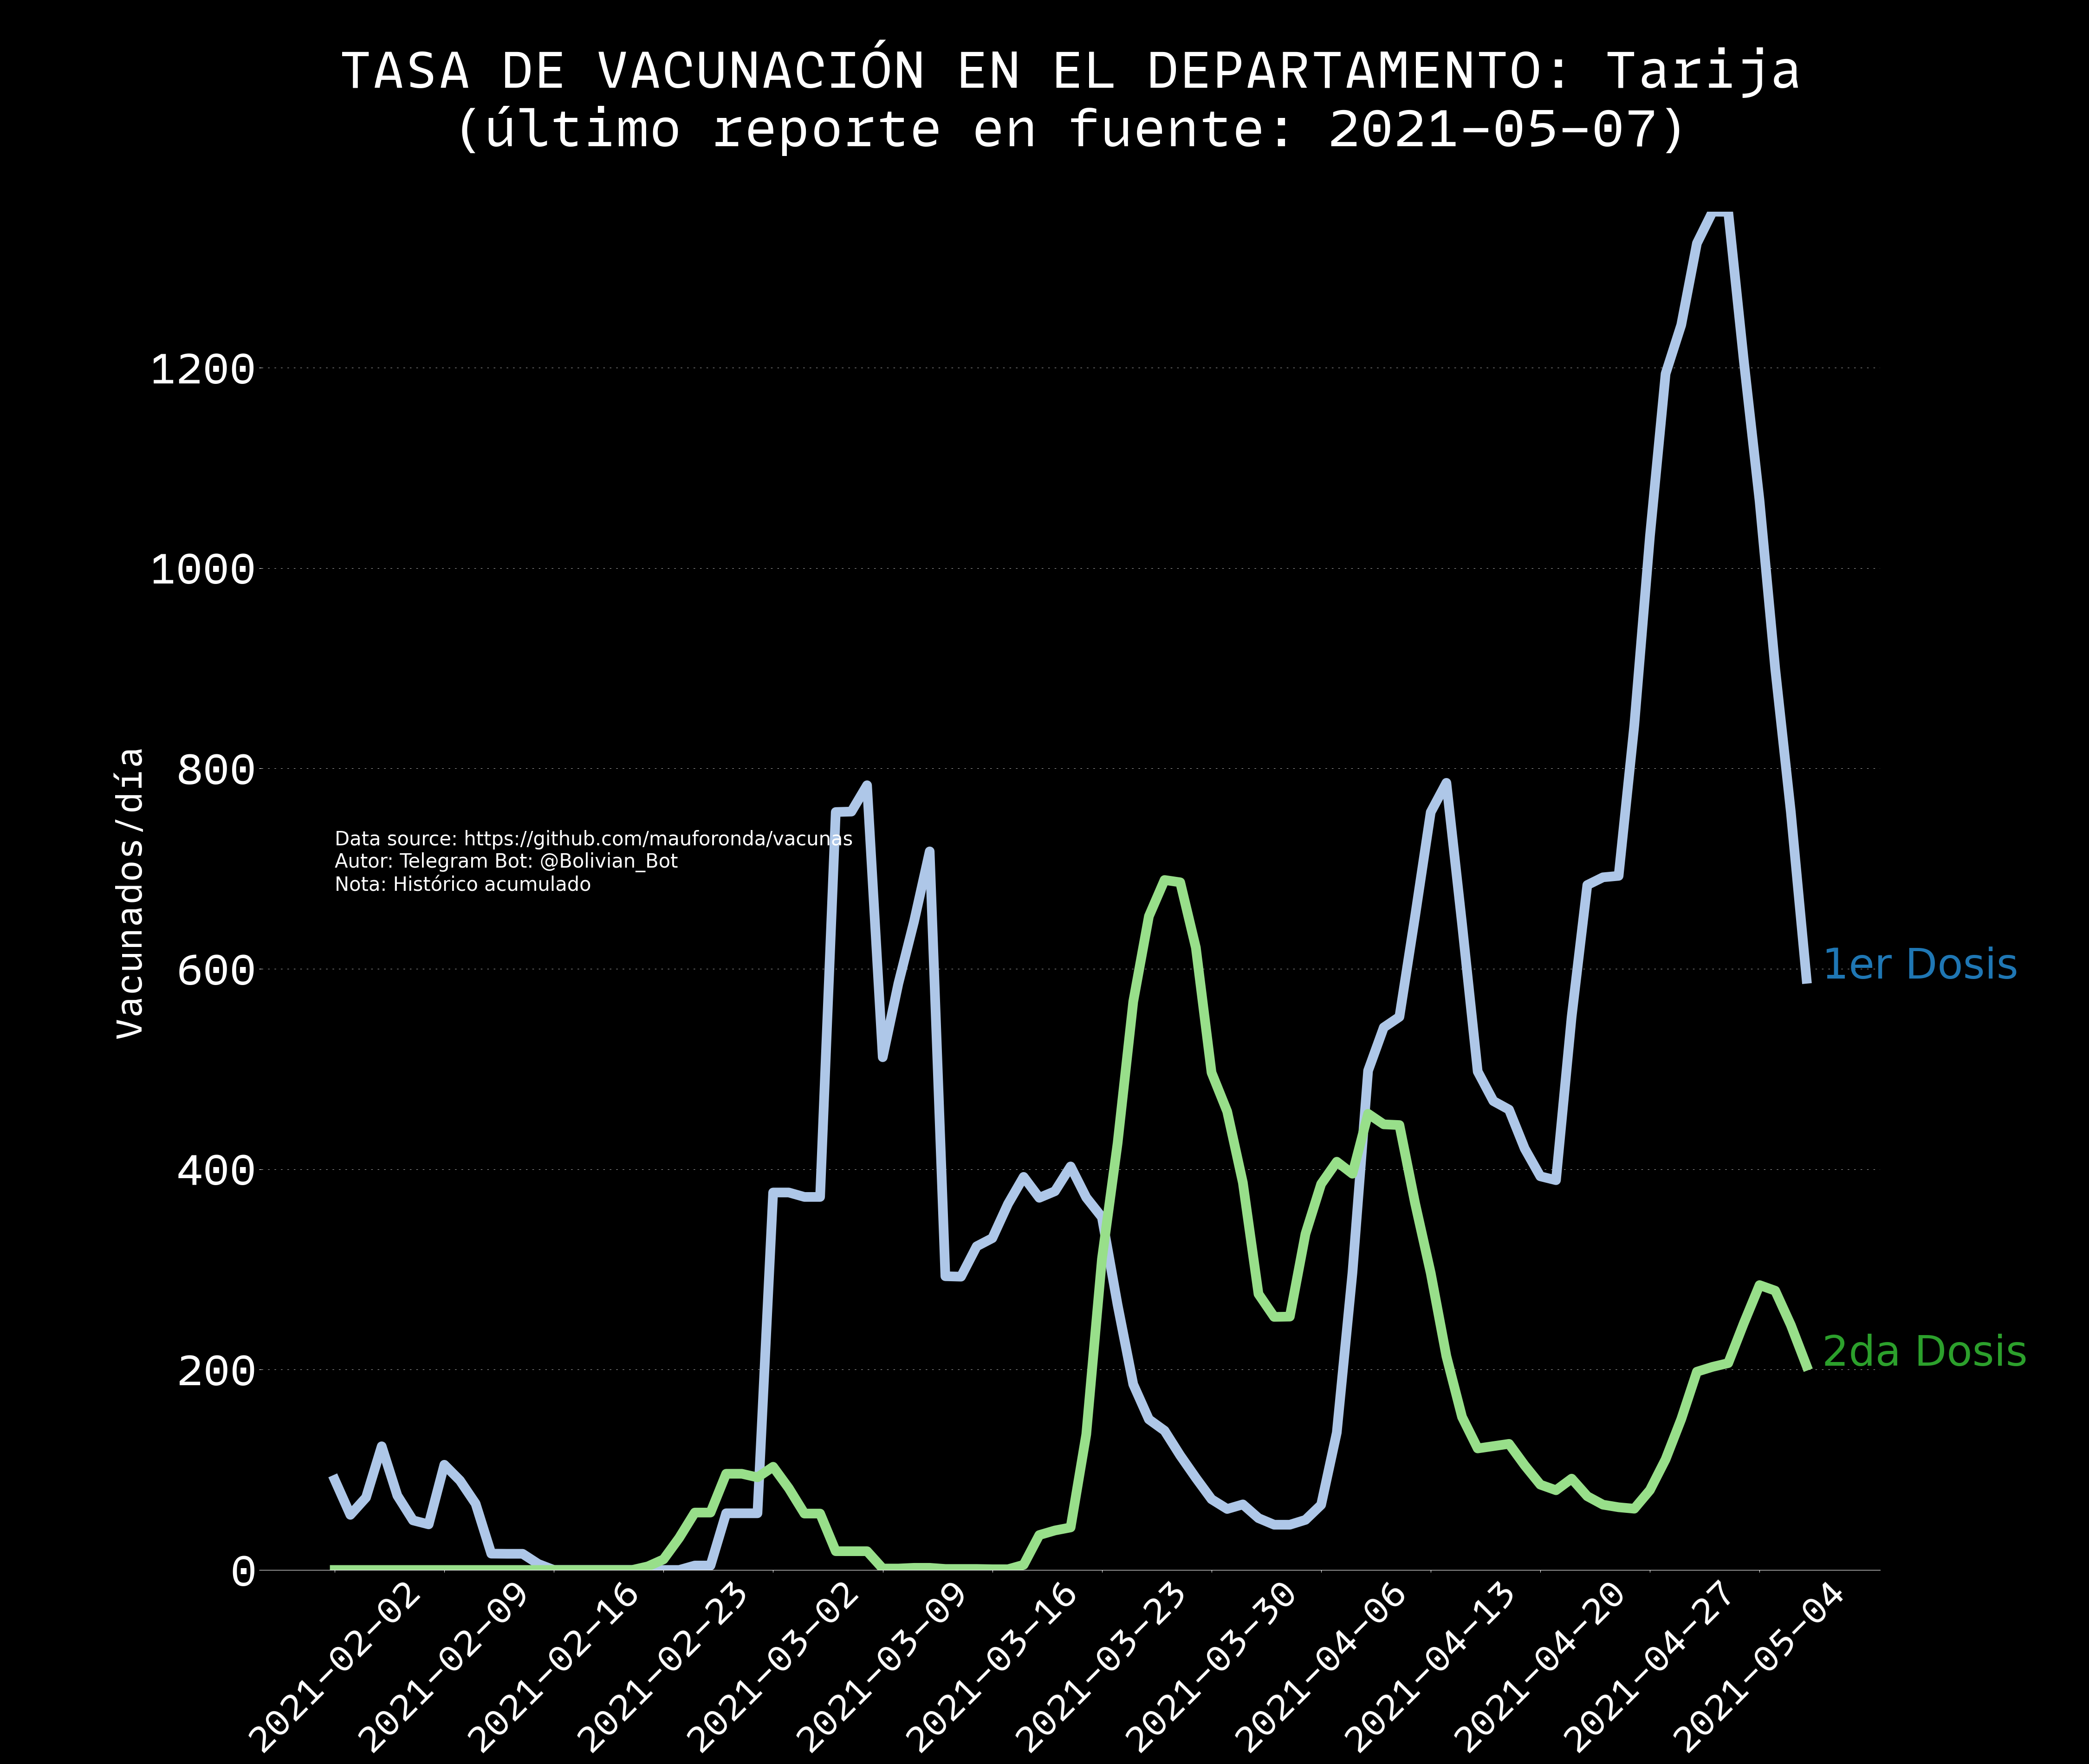 TASA DE VACUNACIÓN EN EL DEPARTAMENTO: Tarija
(último reporte en fuente: 2021-05-07)
Vacunados/día
1200
1000
800
600
400
200
0
Data source: https://github.com/mauforonda/vacunas
Autor: Telegram Bot: @Bolivian_Bot
Nota: Histórico acumulado
1er Dosis
2da Dosis
2021-02-02
2021-02-09
2021-02-16
2021-02-23
2021-03-02
2021-03-09
2021-03-16
2021-03-23
2021-03-30
2021-04-06
2021-04-13
2021-04-20
2021-04-27
2021-05-04